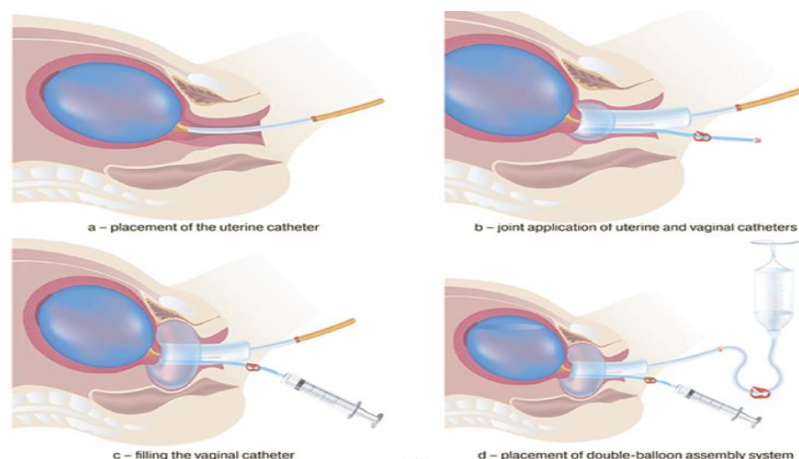 a – placement of the uterine catheter
b – joint application of uterine and vaginal catheters
c – filling the vaginal catheter
d – placement of double-balloon assembly system